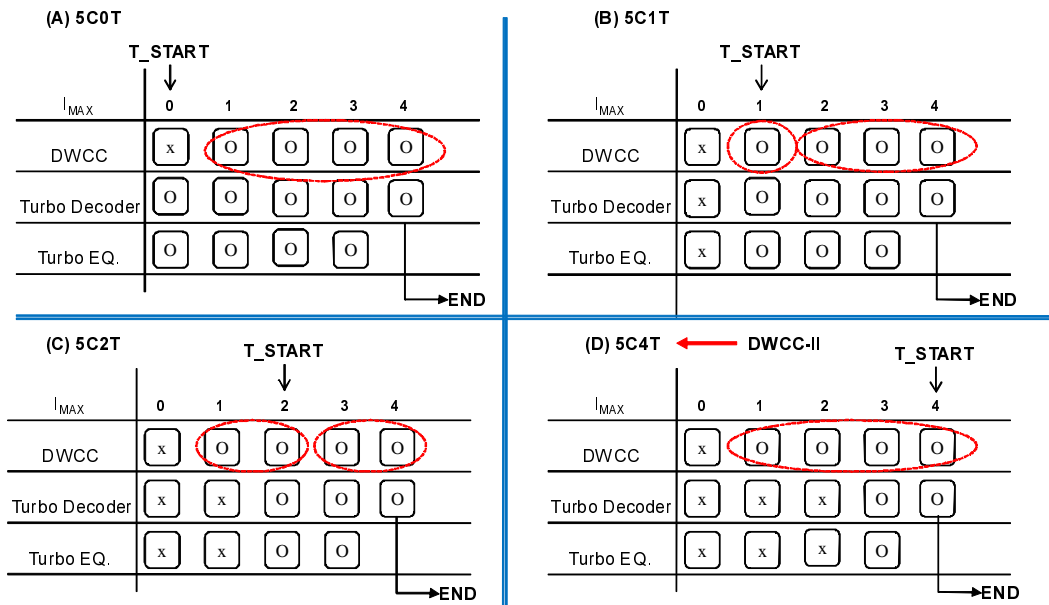 (A) 5C0T
T_START
I_MAX 0 1 2 3 4
DWCC x O O O O
Turbo Decoder O O O O O
Turbo EQ. O O O O
END
(B) 5C1T
T_START
I_MAX 0 1 2 3 4
DWCC x O O O O
Turbo Decoder x O O O O
Turbo EQ. x O O O
END
(C) 5C2T
T_START
I_MAX 0 1 2 3 4
DWCC x O O O O
Turbo Decoder x x O O O
Turbo EQ. x x O O
END
(D) 5C4T DWCC-II
T_START
I_MAX 0 1 2 3 4
DWCC x O O O O
Turbo Decoder x x x O O
Turbo EQ. x x x O
END